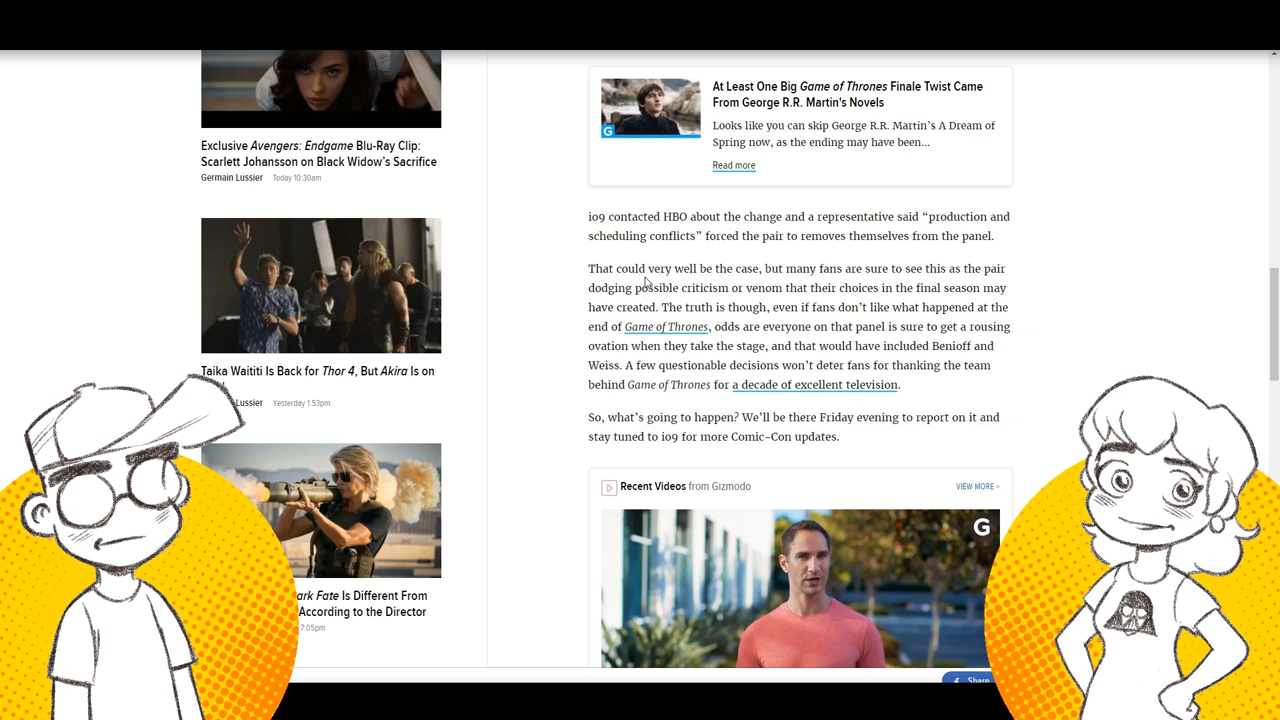 Exclusive Avengers: Endgame Blu-Ray Clip:
Scarlett Johansson on Black Widow's Sacrifice
Germain Lussier Today 10:30am
Taika Waititi Is Back for Thor 4, But Akira Is on
Lussier Yesterday 1:53pm
ark Fate Is Different From
According to the Director
7:05pm
G
At Least One Big Game of Thrones Finale Twist Came
From George R.R. Martin's Novels
Looks like you can skip George R.R. Martin's A Dream of
Spring now, as the ending may have been...
Read more
io9 contacted HBO about the change and a representative said “production and
scheduling conflicts” forced the pair to removes themselves from the panel.
That could very well be the case, but many fans are sure to see this as the pair
dodging possible criticism or venom that their choices in the final season may
have created. The truth is though, even if fans don’t like what happened at the
end of Game of Thrones, odds are everyone on that panel is sure to get a rousing
ovation when they take the stage, and that would have included Benioff and
Weiss. A few questionable decisions won’t deter fans for thanking the team
behind Game of Thrones for a decade of excellent television.
So, what’s going to happen? We’ll be there Friday evening to report on it and
stay tuned to io9 for more Comic-Con updates.
Recent Videos from Gizmodo VIEW MORE >
G
Share